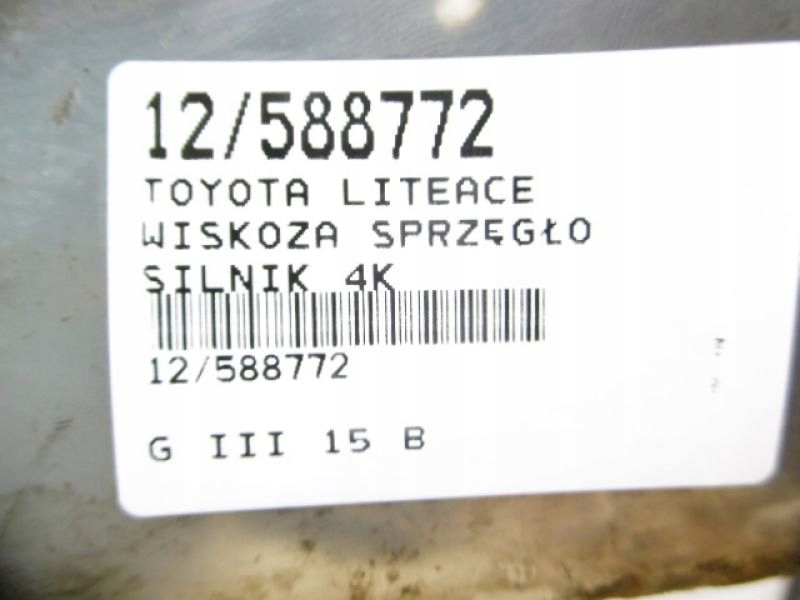 12/588772
TOYOTA LITEACE
WISKOZA SPRZĘGŁO
SILNIK 4K
12/588772
G III 15 B